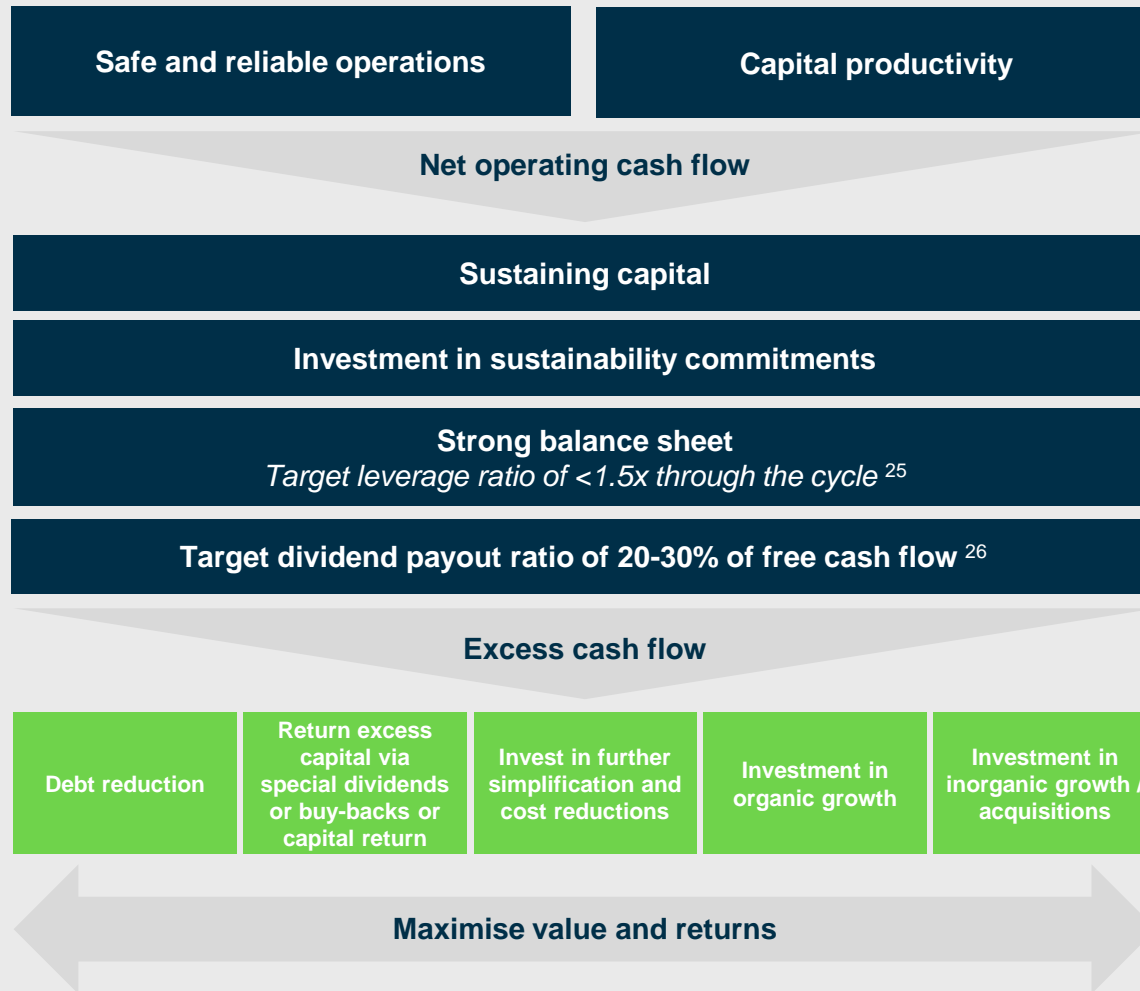 Safe and reliable operations
Capital productivity
Net operating cash flow
Sustaining capital
Investment in sustainability commitments
Strong balance sheet
Target leverage ratio of <1.5x through the cycle 25
Target dividend payout ratio of 20-30% of free cash flow 26
Excess cash flow
Debt reduction
Return excess
capital via
special dividends
or buy-backs or
capital return
Invest in further
simplification and
cost reductions
Investment in
organic growth
Investment in
inorganic growth /
acquisitions
Maximise value and returns